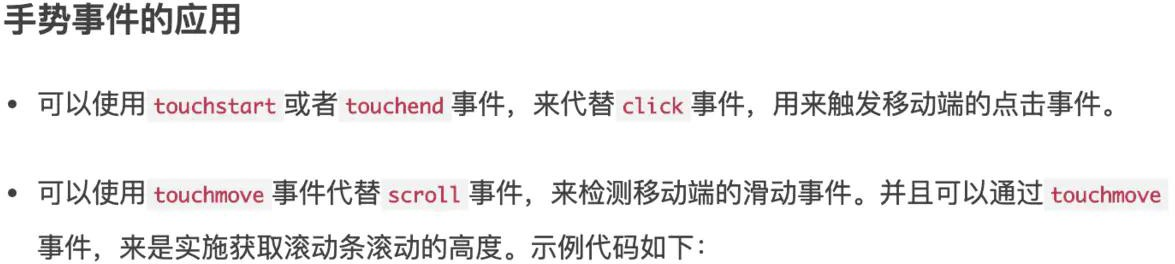 手势事件的应用
• 可以使用 touchstart 或者 touchend 事件，来代替 click 事件，用来触发移动端的点击事件。
• 可以使用 touchmove 事件代替 scroll 事件，来检测移动端的滑动事件。并且可以通过 touchmove
事件，来是实施获取滚动条滚动的高度。示例代码如下：